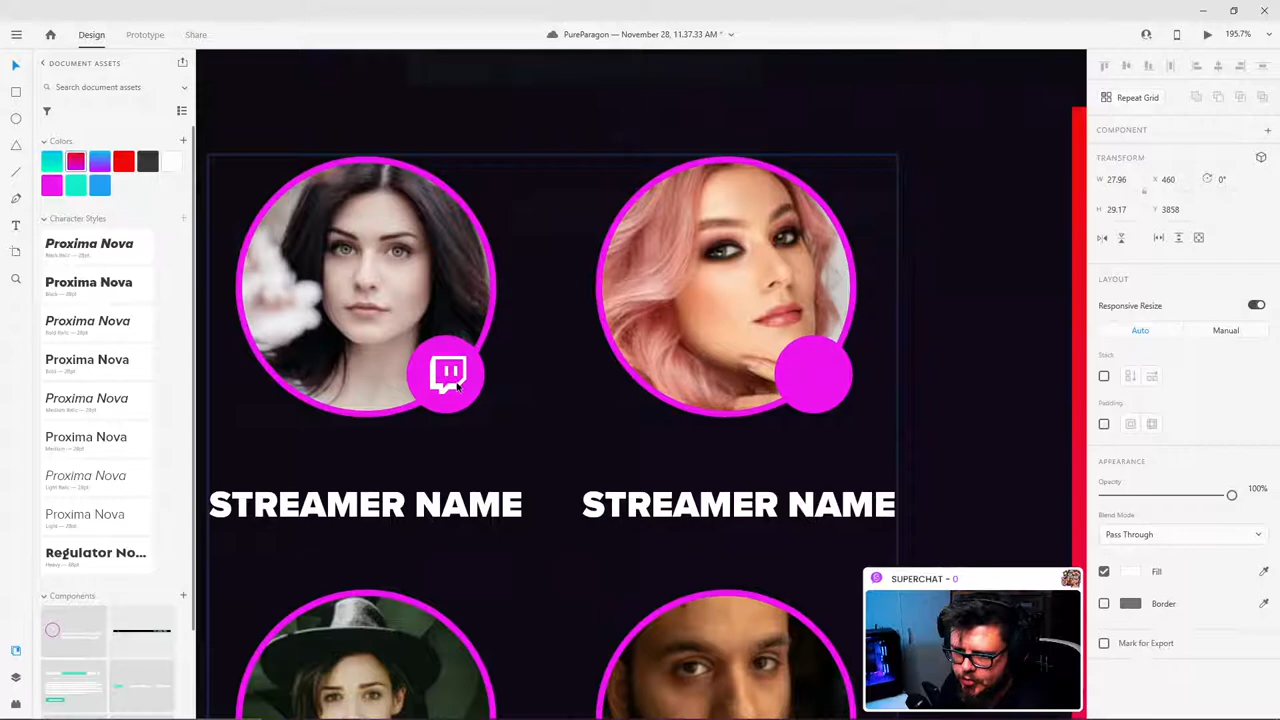 Design
Prototype
Share
PureParagon — November 28, 11.37.33 AM *
195.7%
DOCUMENT ASSETS
Search document assets
Colors
Character Styles
Proxima Nova
Proxima Nova
Proxima Nova
Proxima Nova
Proxima Nova
Proxima Nova
Proxima Nova
Proxima Nova
Regulator No...
Components
STREAMER NAME
STREAMER NAME
SUPERCHAT - 0
Repeat Grid
COMPONENT
TRANSFORM
W 27.96
X 460
0°
H 29.17
Y 3858
LAYOUT
Responsive Resize
Auto
Manual
Stack
Padding
APPEARANCE
Opacity
100%
Blend Mode
Pass Through
Fill
Border
Mark for Export